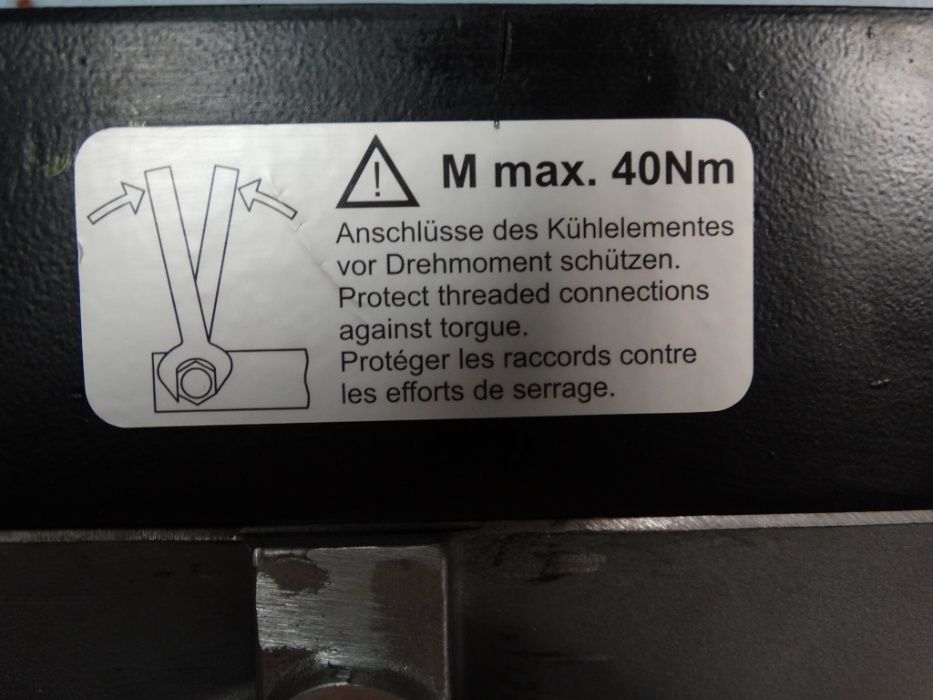 M max. 40Nm
Anschlüsse des Kühlelementes
vor Drehmoment schützen.
Protect threaded connections
against torgue.
Protéger les raccords contre
les efforts de serrage.